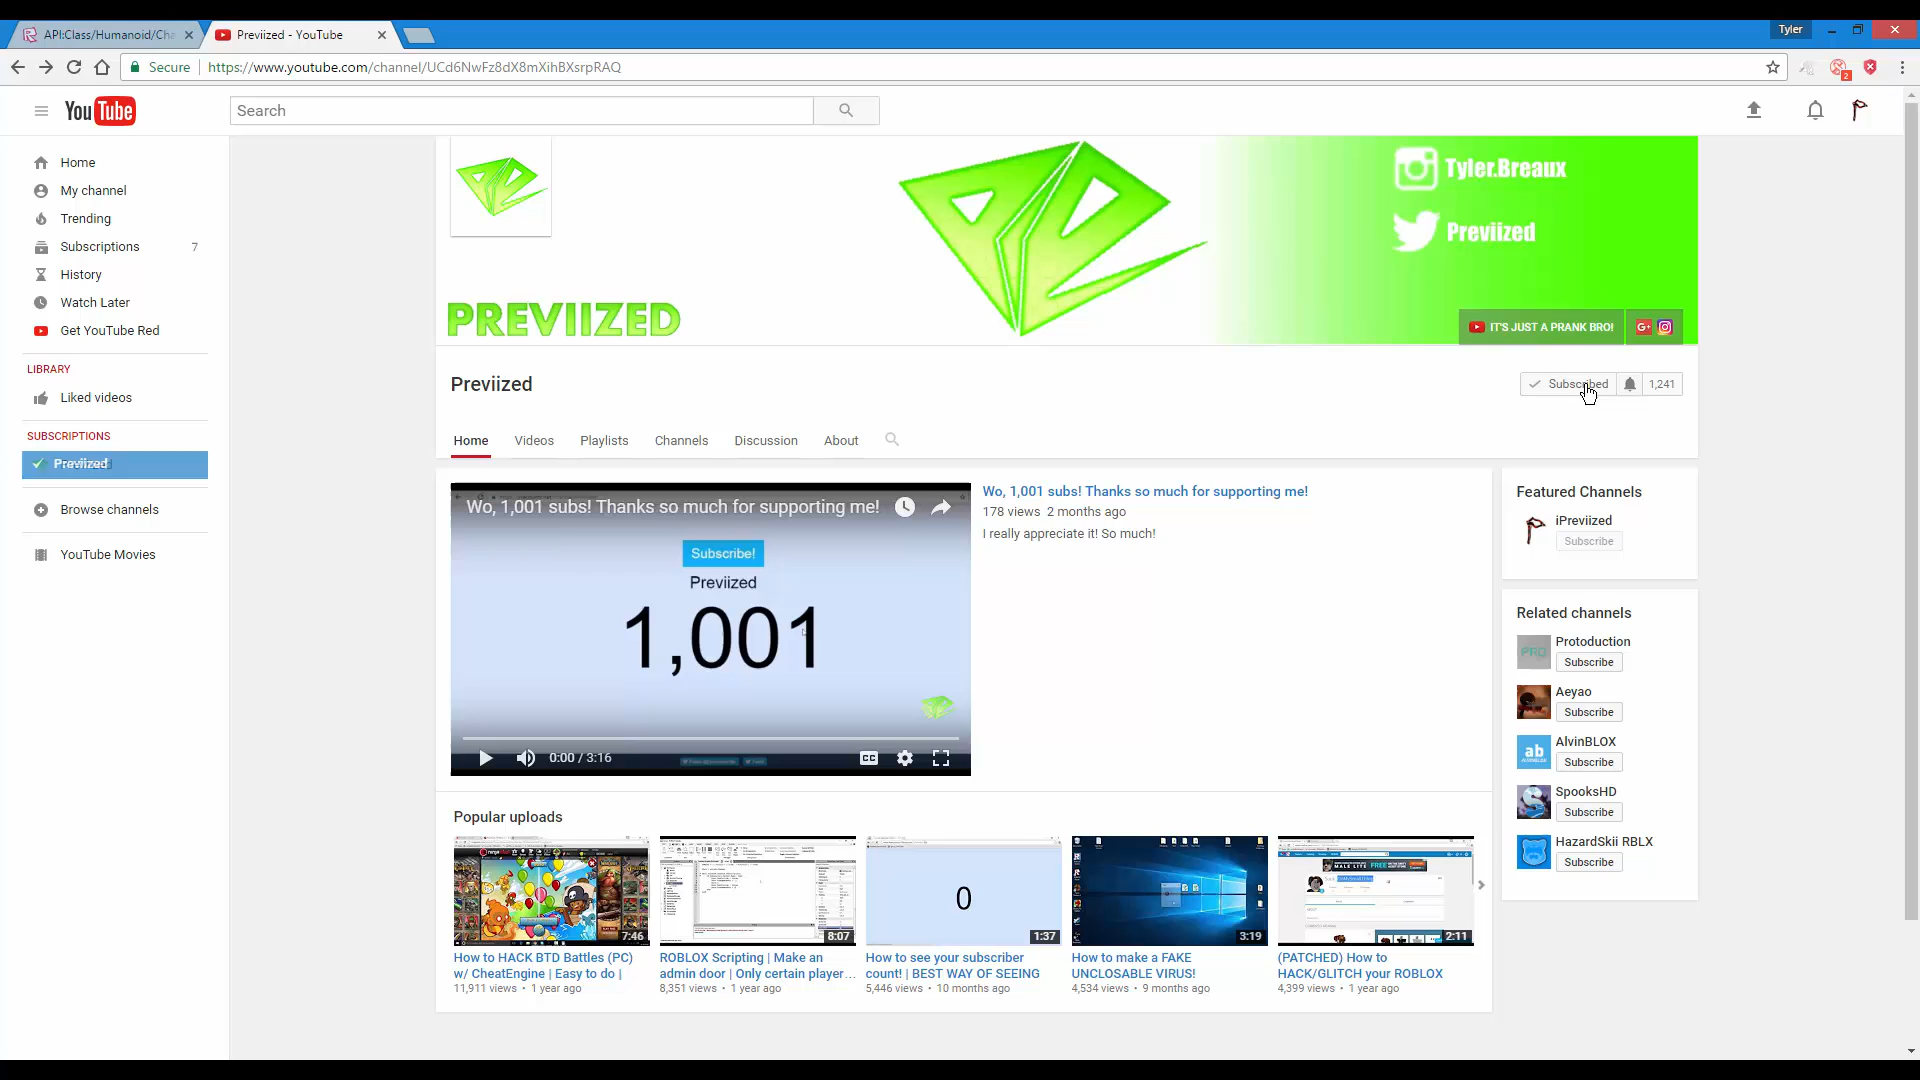 API:Class/Humanoid/Cha
Previized - YouTube
Tyler
Secure
https://www.youtube.com/channel/UCd6NwFz8dX8mXihBXsrpRAQ
2
YouTube
Search
Home
My channel
Trending
Subscriptions 7
History
Watch Later
Get YouTube Red
LIBRARY
Liked videos
SUBSCRIPTIONS
Previized
Browse channels
YouTube Movies
Tyler.Breaux
Previized
PREVIIZED
IT'S JUST A PRANK BRO!
G+
Previized
Subscribed 1,241
Home Videos Playlists Channels Discussion About
Wo, 1,001 subs! Thanks so much for supporting me!
Subscribe!
Previized
1,001
0:00 / 3:16
CC
Wo, 1,001 subs! Thanks so much for supporting me!
178 views 2 months ago
I really appreciate it! So much!
Featured Channels
iPreviized
Subscribe
Related channels
PRO
Protoduction
Subscribe
Aeyao
Subscribe
ab
AlvinBLOX
Subscribe
SpooksHD
Subscribe
HazardSkii RBLX
Subscribe
Popular uploads
7:46
How to HACK BTD Battles (PC)
w/ CheatEngine | Easy to do |
11,911 views • 1 year ago
8:07
ROBLOX Scripting | Make an
admin door | Only certain player...
8,351 views • 1 year ago
0
1:37
How to see your subscriber
count! | BEST WAY OF SEEING
5,446 views • 10 months ago
3:19
How to make a FAKE
UNCLOSABLE VIRUS!
4,534 views • 9 months ago
2:11
(PATCHED) How to
HACK/GLITCH your ROBLOX
4,399 views • 1 year ago